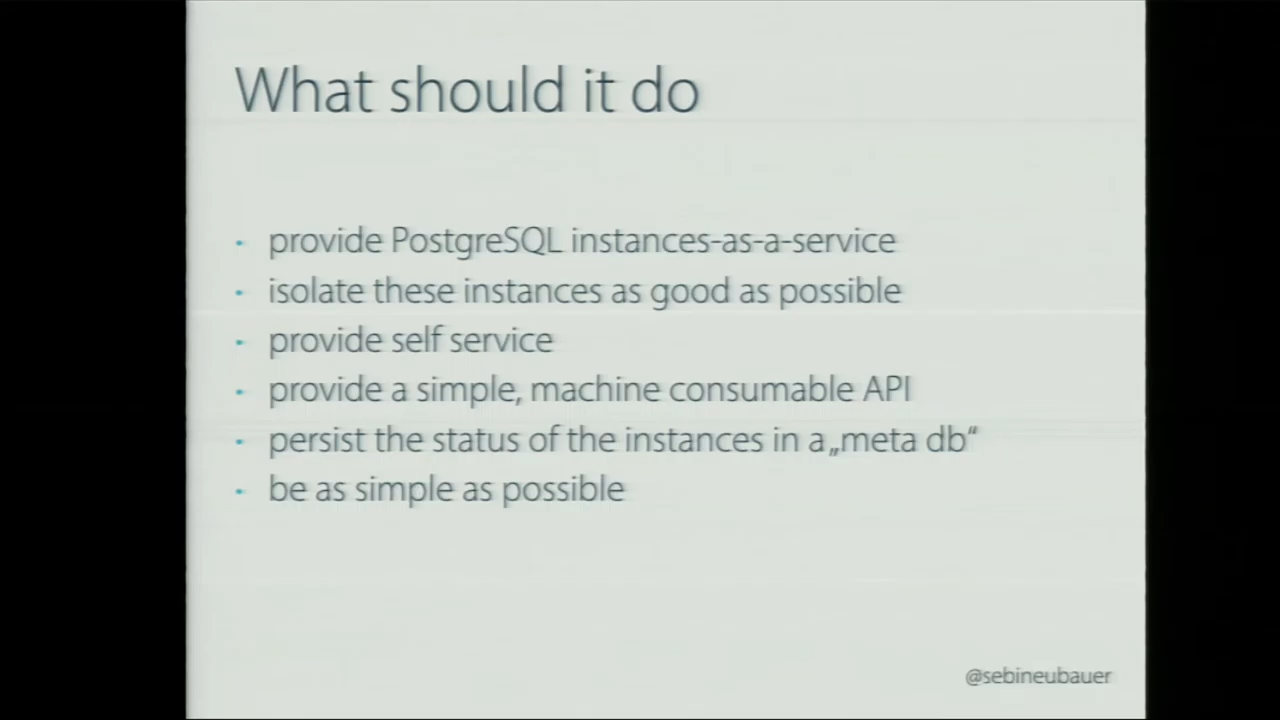 What should it do
• provide PostgreSQL instances-as-a-service
• isolate these instances as good as possible
• provide self service
• provide a simple, machine consumable API
• persist the status of the instances in a „meta db“
• be as simple as possible
@sebineubauer